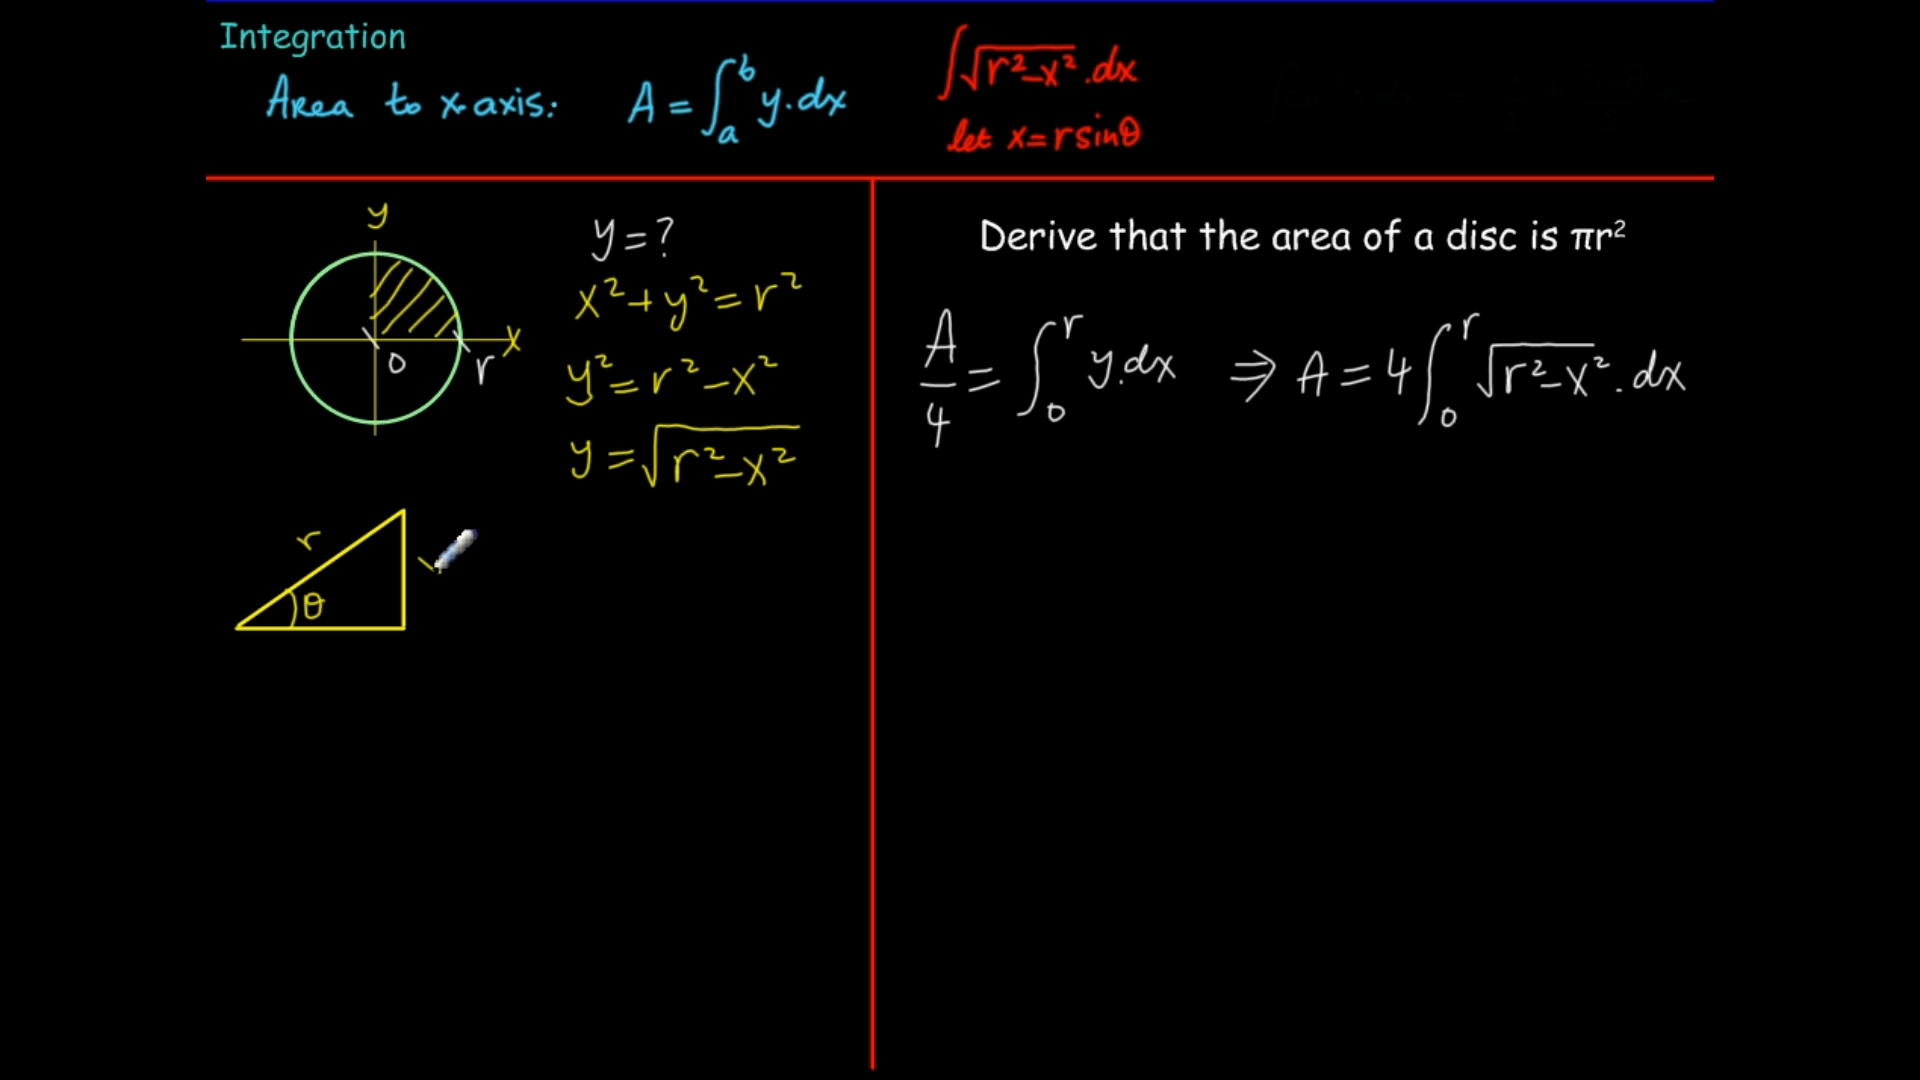 Integration
Area to x-axis: A = ∫ₐᵇ y.dx
∫√(r²-x²) .dx
let x = r sinθ
y
x
0
r
y = ?
x² + y² = r²
y² = r² - x²
y = √(r² - x²)
r
θ
Derive that the area of a disc is πr²
A/4 = ∫₀ʳ y.dx ⇒ A = 4∫₀ʳ √(r²-x²) . dx